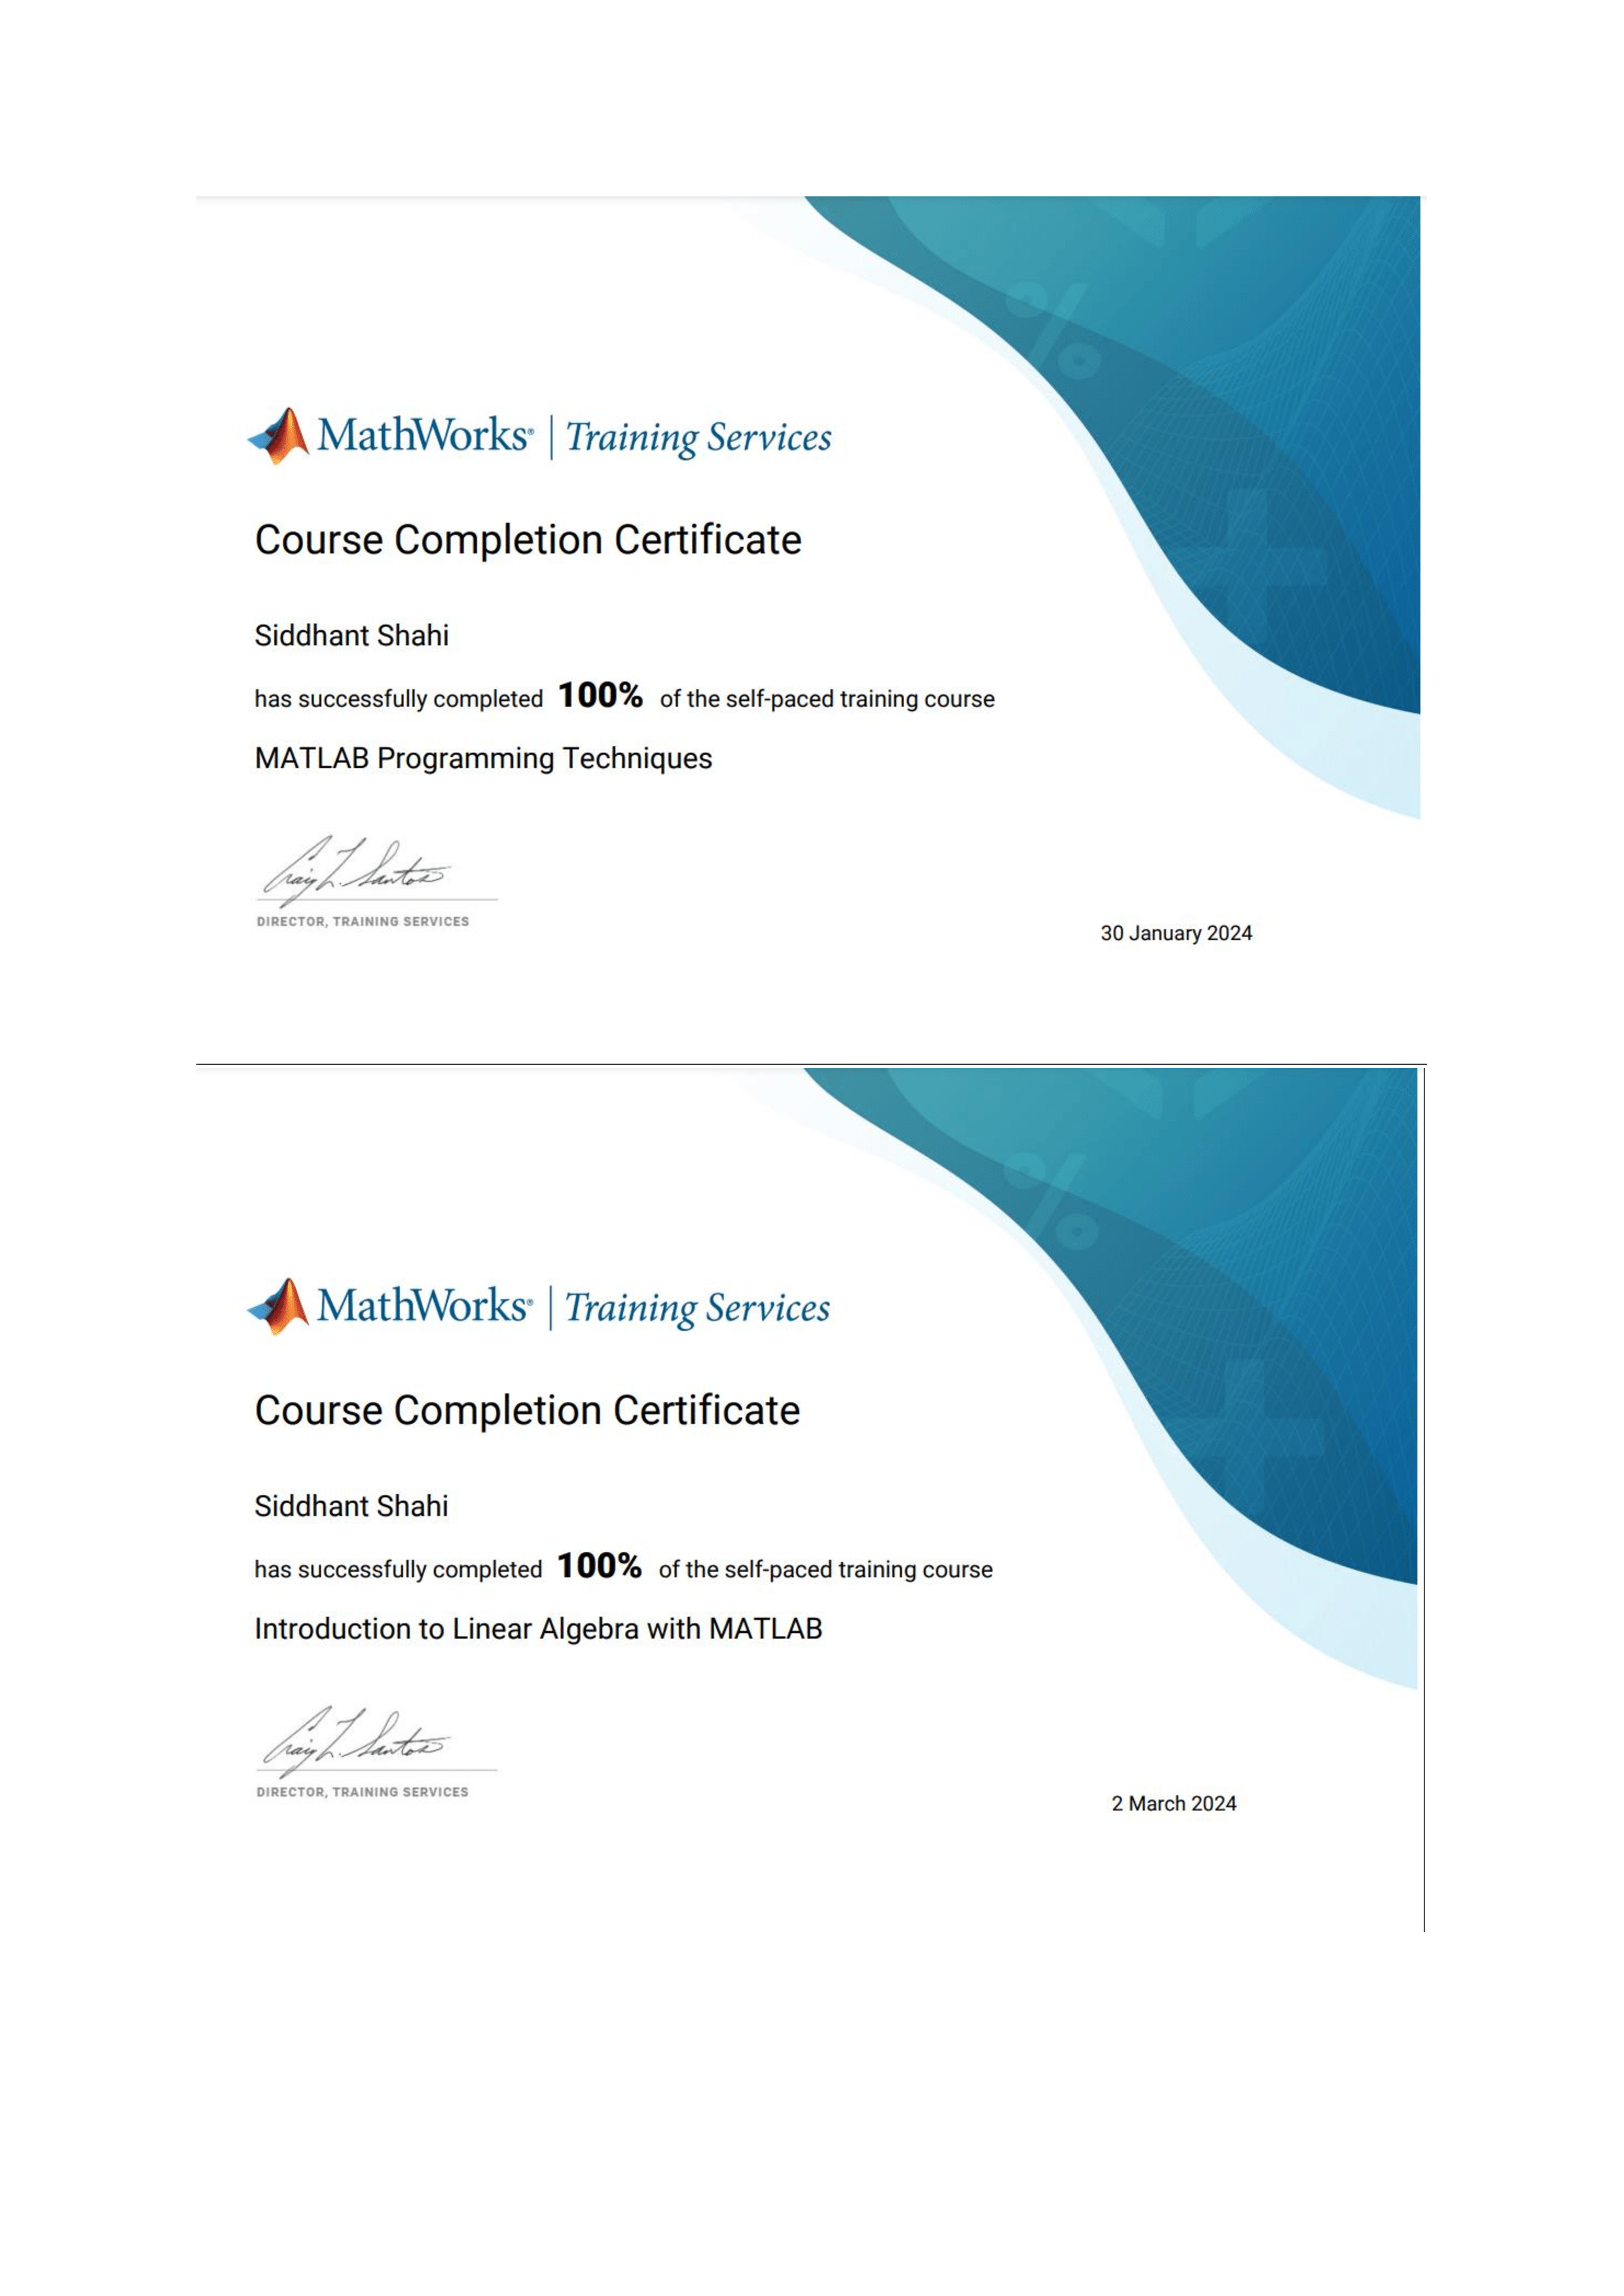 MathWorks® | Training Services
Course Completion Certificate
Siddhant Shahi
has successfully completed 100% of the self-paced training course
MATLAB Programming Techniques
Craig L. Santos
DIRECTOR, TRAINING SERVICES
30 January 2024
MathWorks® | Training Services
Course Completion Certificate
Siddhant Shahi
has successfully completed 100% of the self-paced training course
Introduction to Linear Algebra with MATLAB
Craig L. Santos
DIRECTOR, TRAINING SERVICES
2 March 2024